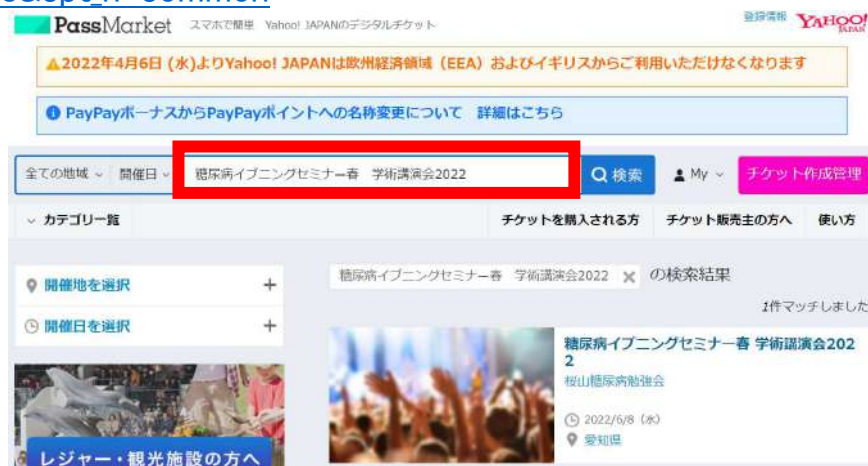 PassMarket スマホで簡単 Yahoo! JAPANのデジタルチケット
登録情報 YAHOO! JAPAN
2022年4月6日 (水)よりYahoo! JAPANは欧州経済領域（EEA）およびイギリスからご利用いただけなくなります
PayPayボーナスからPayPayポイントへの名称変更について 詳細はこちら
全ての地域 開催日 糖尿病イブニングセミナー春 学術講演会2022 検索 My チケット作成管理
カテゴリ一覧 チケットを購入される方 チケット販売主の方へ 使い方
開催地を選択 +
開催日を選択 +
糖尿病イブニングセミナー春 学術講演会2022 × の検索結果
1件マッチしました
糖尿病イブニングセミナー春 学術講演会202
2
桜山糖尿病勉強会
2022/6/8（水）
愛知県
レジャー・観光施設の方へ